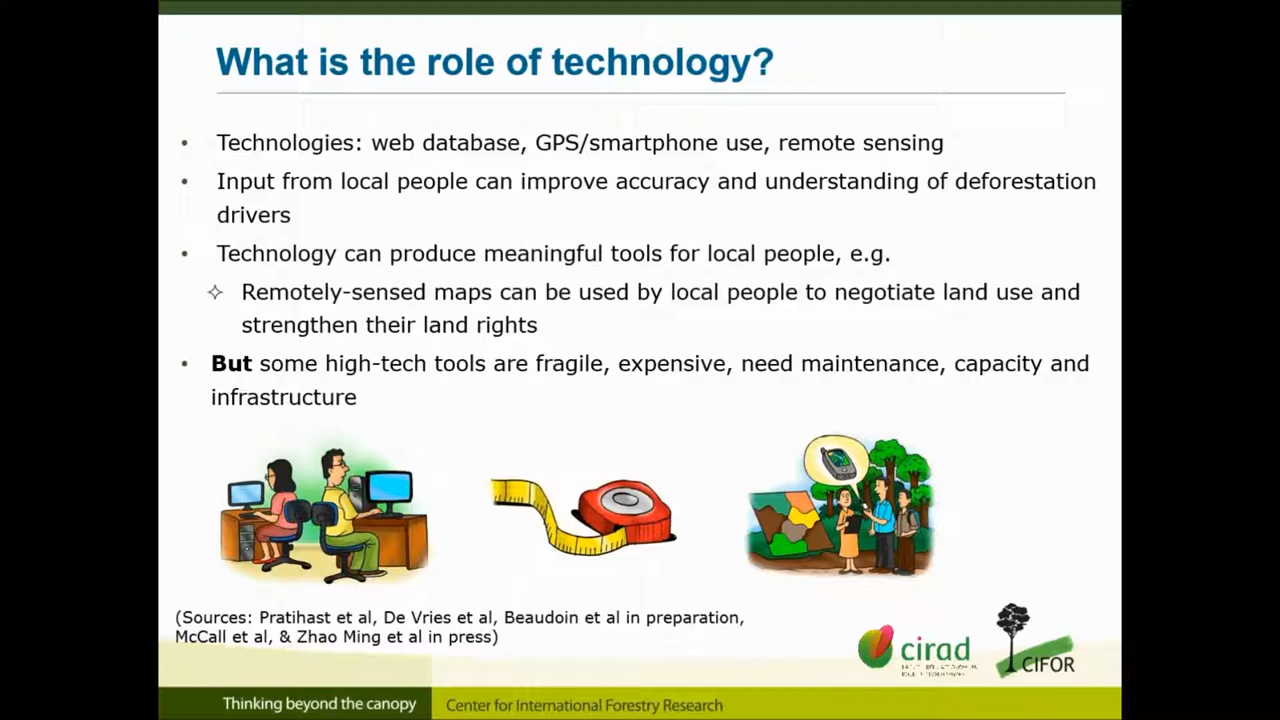 What is the role of technology?
• Technologies: web database, GPS/smartphone use, remote sensing
• Input from local people can improve accuracy and understanding of deforestation
drivers
• Technology can produce meaningful tools for local people, e.g.
✧ Remotely-sensed maps can be used by local people to negotiate land use and
strengthen their land rights
• But some high-tech tools are fragile, expensive, need maintenance, capacity and
infrastructure
(Sources: Pratihast et al, De Vries et al, Beaudoin et al in preparation,
McCall et al, & Zhao Ming et al in press)
cirad
CIFOR
Thinking beyond the canopy
Center for International Forestry Research